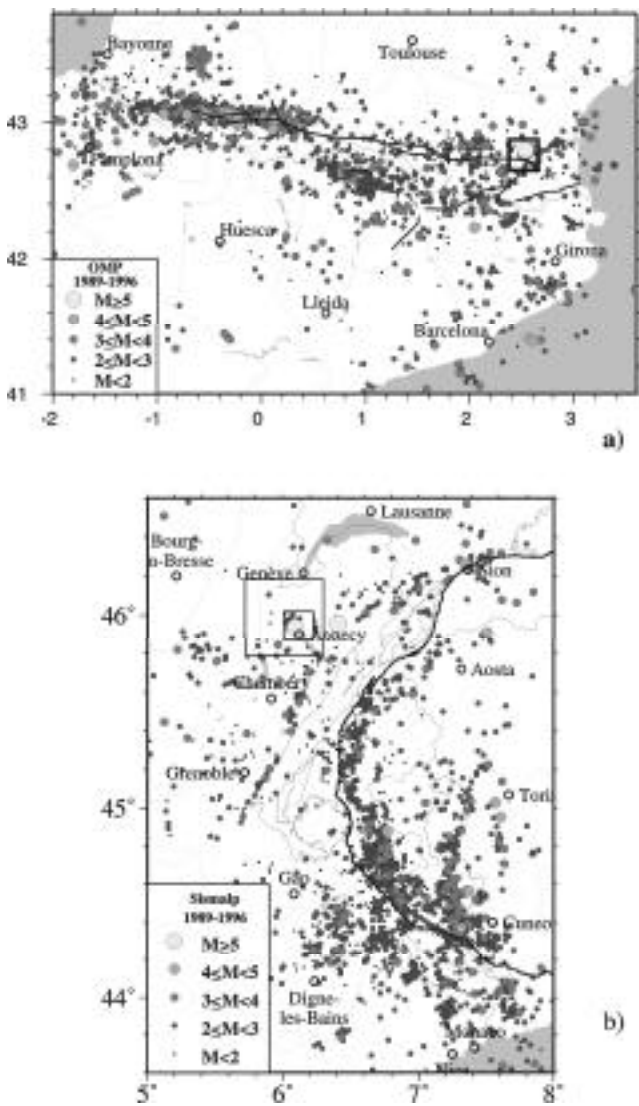 Bayonne
Toulouse
43
Pamplona
Huesca
42
Girona
OMP
1989-1996
M≥5
4≤M<5
3≤M<4
2≤M<3
M<2
Lleida
Barcelona
41
-2 -1 0 1 2 3
a)
Lausanne
Bourg
n-Bresse
Genève
Sion
46°
Annecy
Aosta
Chambér
Grenoble
Tori
45°
Gap
Sismalp
1989-1996
M≥5
4≤M<5
3≤M<4
2≤M<3
M<2
Cuneo
44°
Digne-
les-Bains
Monaco
b)
5° 6° 7° 8°